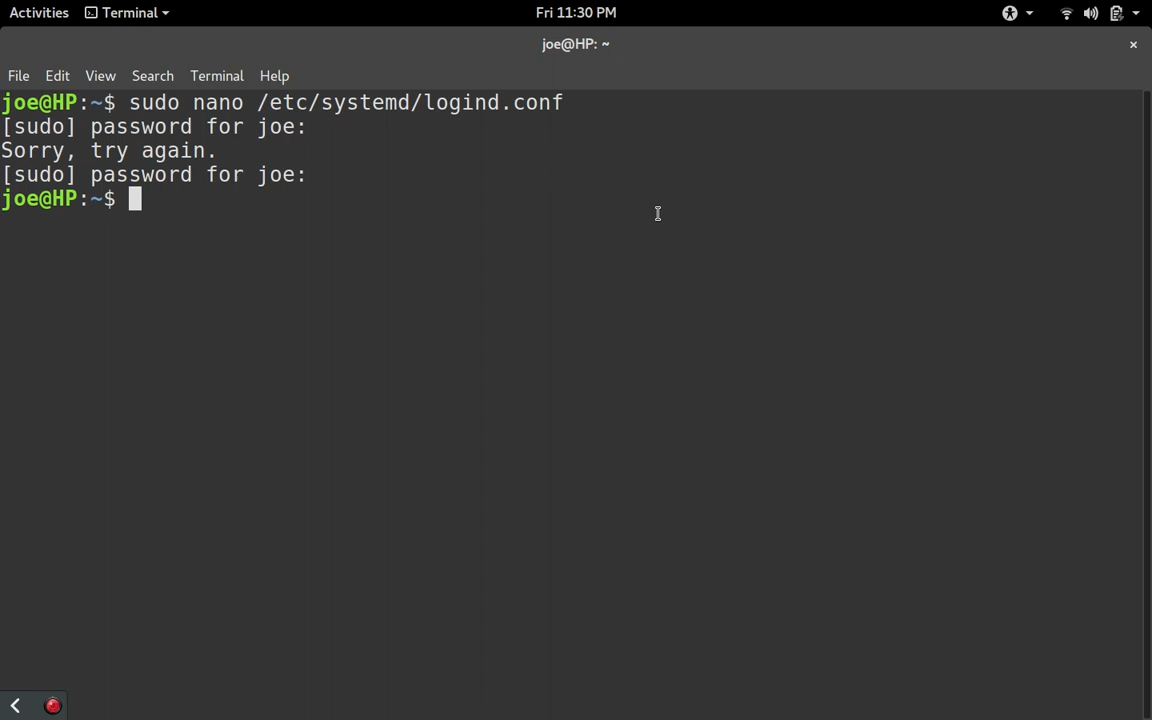 Activities Terminal Fri 11:30 PM
joe@HP: ~ ×
File Edit View Search Terminal Help
joe@HP:~$ sudo nano /etc/systemd/logind.conf
[sudo] password for joe:
Sorry, try again.
[sudo] password for joe:
joe@HP:~$